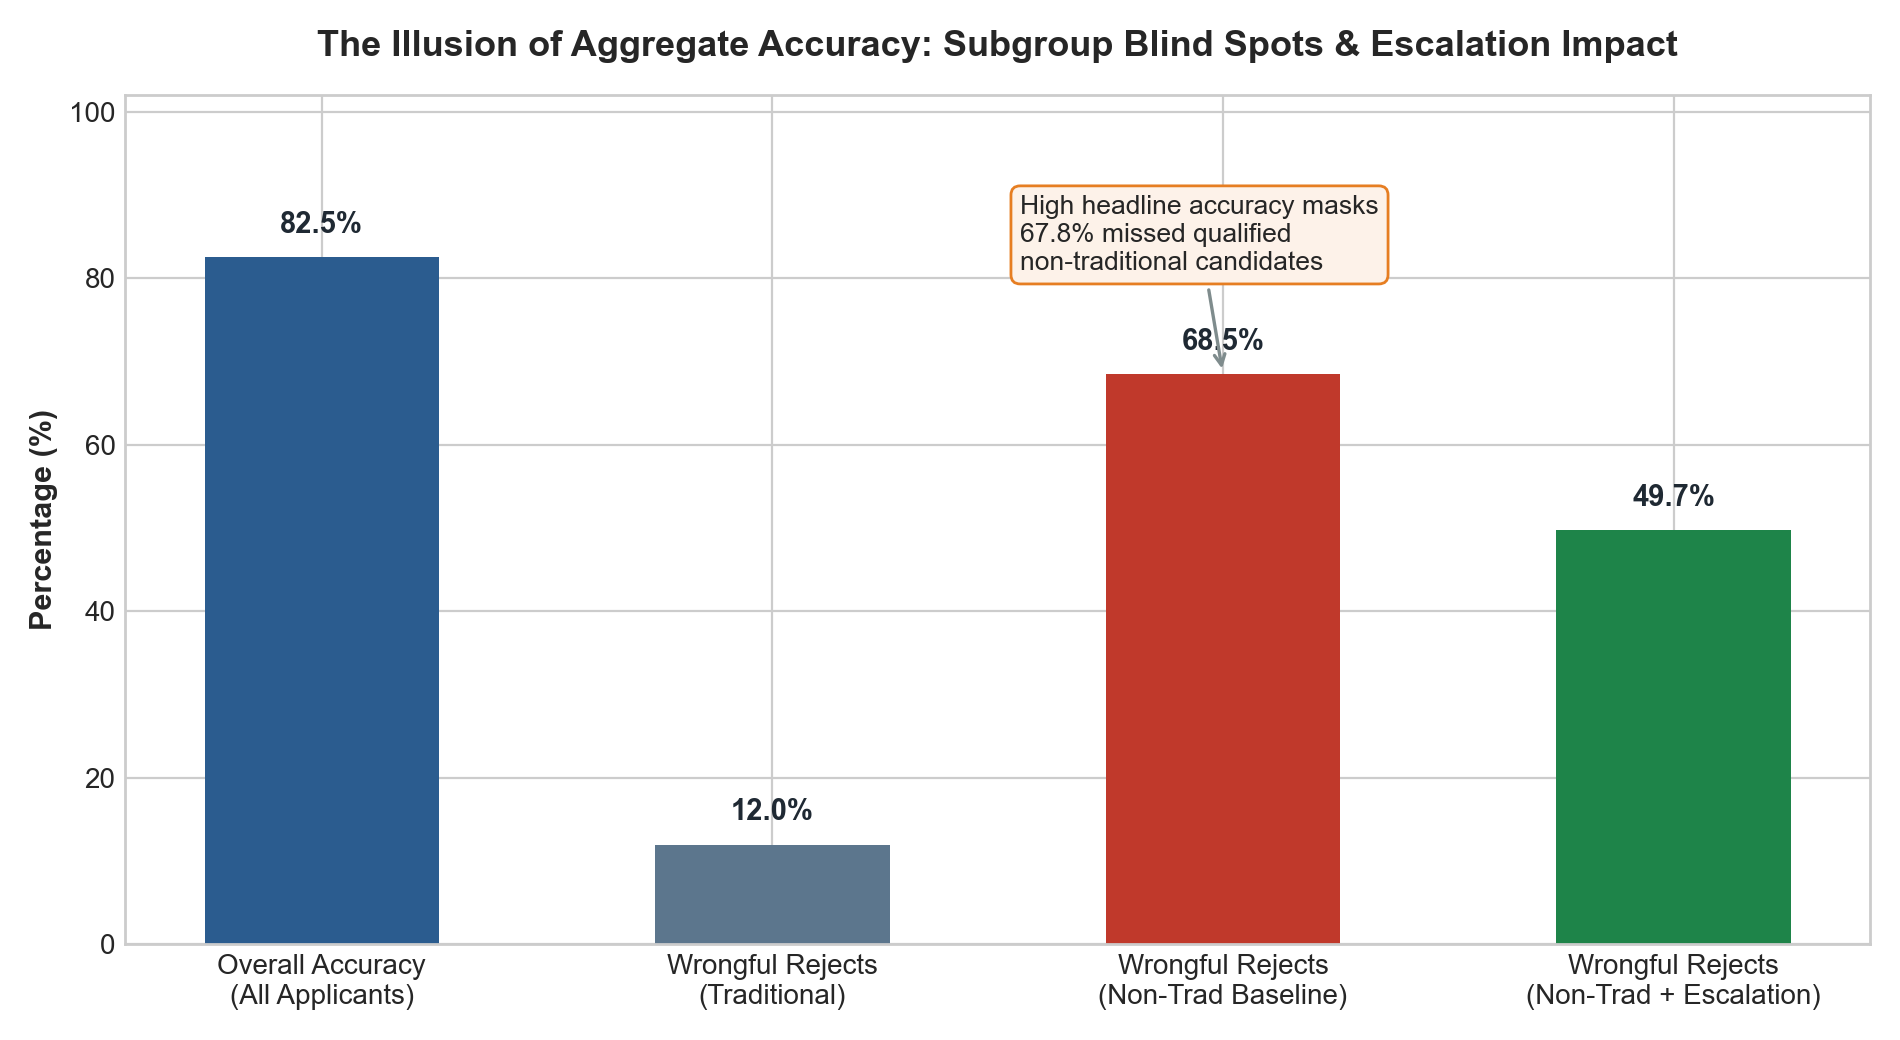 The Illusion of Aggregate Accuracy: Subgroup Blind Spots & Escalation Impact
Percentage (%)
100
80
60
40
20
0
82.5%
12.0%
High headline accuracy masks
67.8% missed qualified
non-traditional candidates
68.5%
49.7%
Overall Accuracy
(All Applicants)
Wrongful Rejects
(Traditional)
Wrongful Rejects
(Non-Trad Baseline)
Wrongful Rejects
(Non-Trad + Escalation)